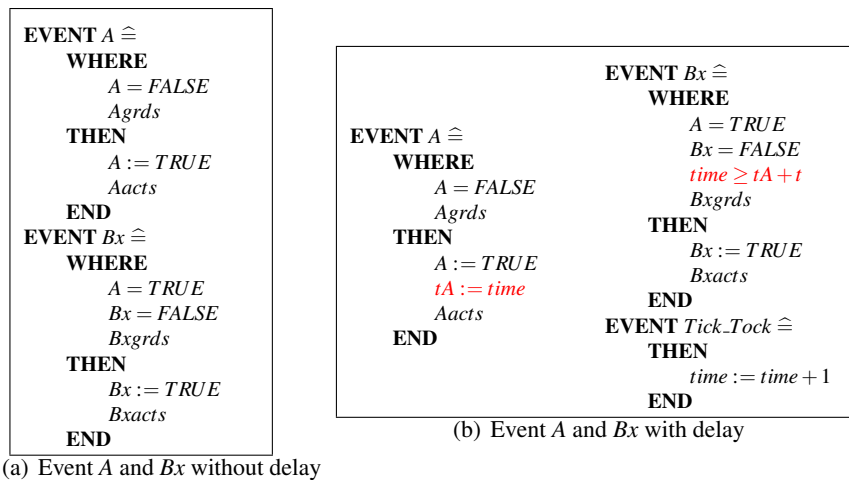 EVENT A ≙
WHERE
A = FALSE
Agrds
THEN
A := TRUE
Aacts
END
EVENT Bx ≙
WHERE
A = TRUE
Bx = FALSE
Bxgrds
THEN
Bx := TRUE
Bxacts
END
(a) Event A and Bx without delay
EVENT A ≙
WHERE
A = FALSE
Agrds
THEN
A := TRUE
tA := time
Aacts
END
EVENT Bx ≙
WHERE
A = TRUE
Bx = FALSE
time ≥ tA + t
Bxgrds
THEN
Bx := TRUE
Bxacts
END
EVENT Tick_Tock ≙
THEN
time := time + 1
END
(b) Event A and Bx with delay